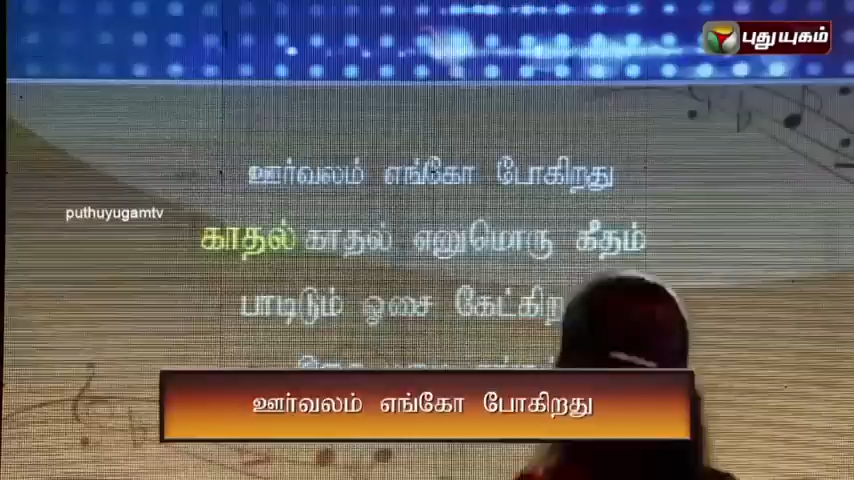 புதுயுகம்
ஊர்வலம் எங்கோ போகிறது
puthuyugamtv
காதல் காதல் எனுமொரு கீதம்
பாடிடும் ஓசை
ஊர்வலம் எங்கோ போகிறது